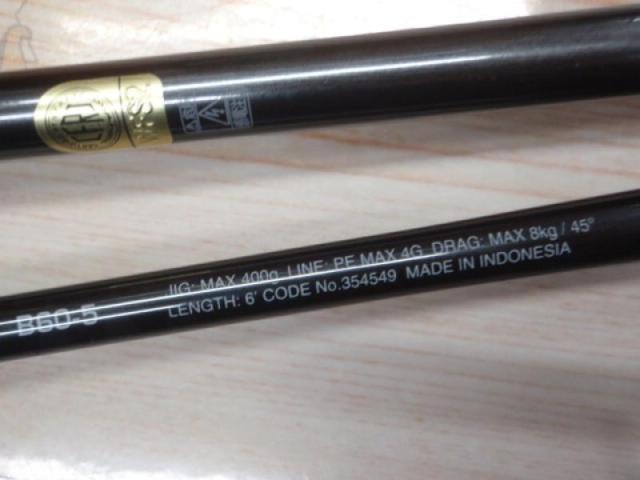 CERJ
B60-5
JIG: MAX 400g LINE: PE MAX 4G DRAG: MAX 8kg / 45°
LENGTH: 6' CODE No.354549 MADE IN INDONESIA